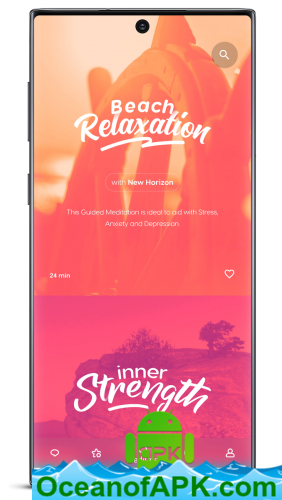 Beach
Relaxation
with New Horizon
This Guided Meditation is ideal to aid with Stress,
Anxiety and Depression.
24 min
inner
Strength
APK
OceanofAPK.com